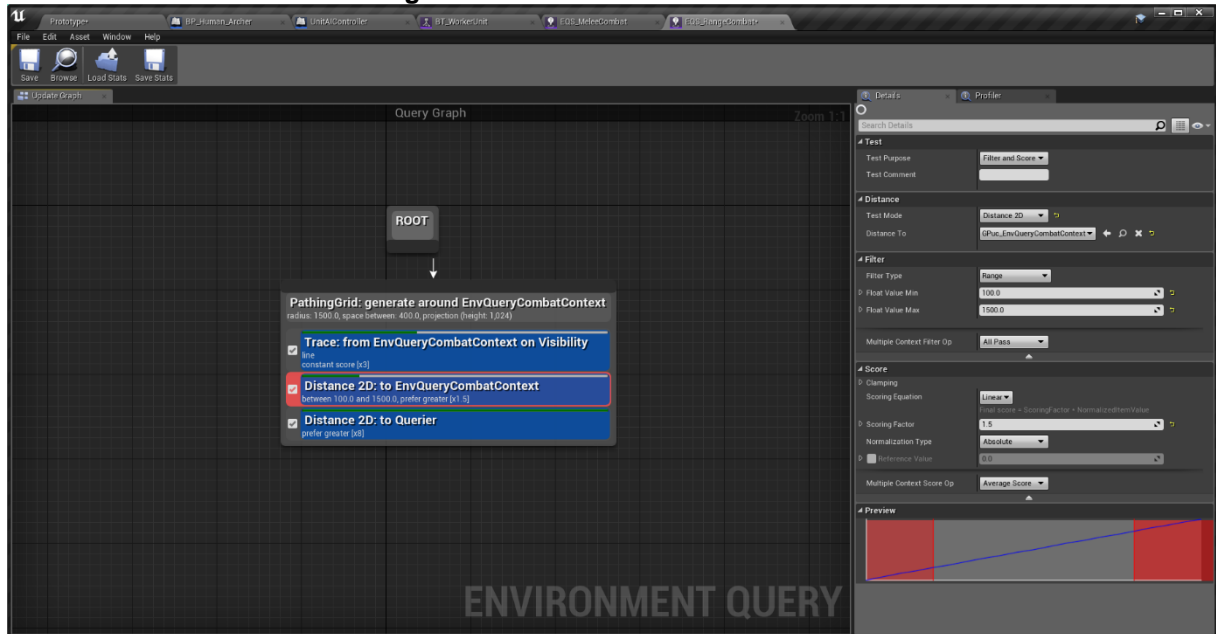 Prototype*
BP_Human_Archer
UnitAIController
BT_WorkerUnit
EQS_MeleeCombat
EQS_RangeCombat*
File Edit Asset Window Help
Save Browse Load Stats Save Stats
Update Graph
Query Graph
Zoom 1:1
ROOT
PathingGrid: generate around EnvQueryCombatContext
radius: 1500.0, space between: 400.0, projection (height: 1,024)
Trace: from EnvQueryCombatContext on Visibility
line
constant score [x3]
Distance 2D: to EnvQueryCombatContext
between 100.0 and 1500.0, prefer greater [x1.5]
Distance 2D: to Querier
prefer greater [x8]
ENVIRONMENT QUERY
Details
Profiler
Search Details
Test
Test Purpose Filter and Score
Test Comment
Distance
Test Mode Distance 2D
Distance To GPuc_EnvQueryCombatContext
Filter
Filter Type Range
Float Value Min 100.0
Float Value Max 1500.0
Multiple Context Filter Op All Pass
Score
Clamping
Scoring Equation Linear
Final score = ScoringFactor * NormalizedItemValue
Scoring Factor 1.5
Normalization Type Absolute
Reference Value 0.0
Multiple Context Score Op Average Score
Preview